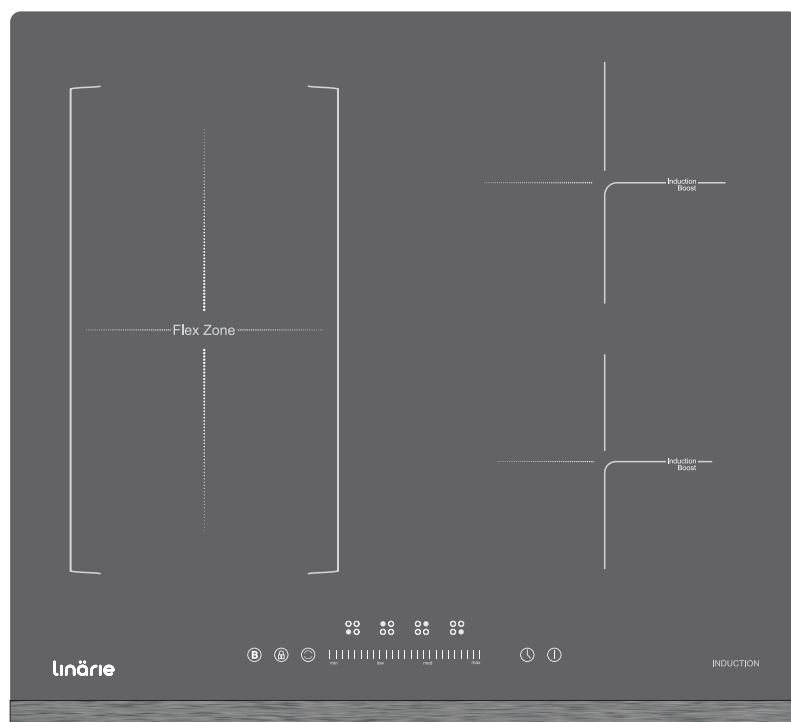 Induction
Boost
Flex Zone
Induction
Boost
B
min
low
med
max
linärie
INDUCTION